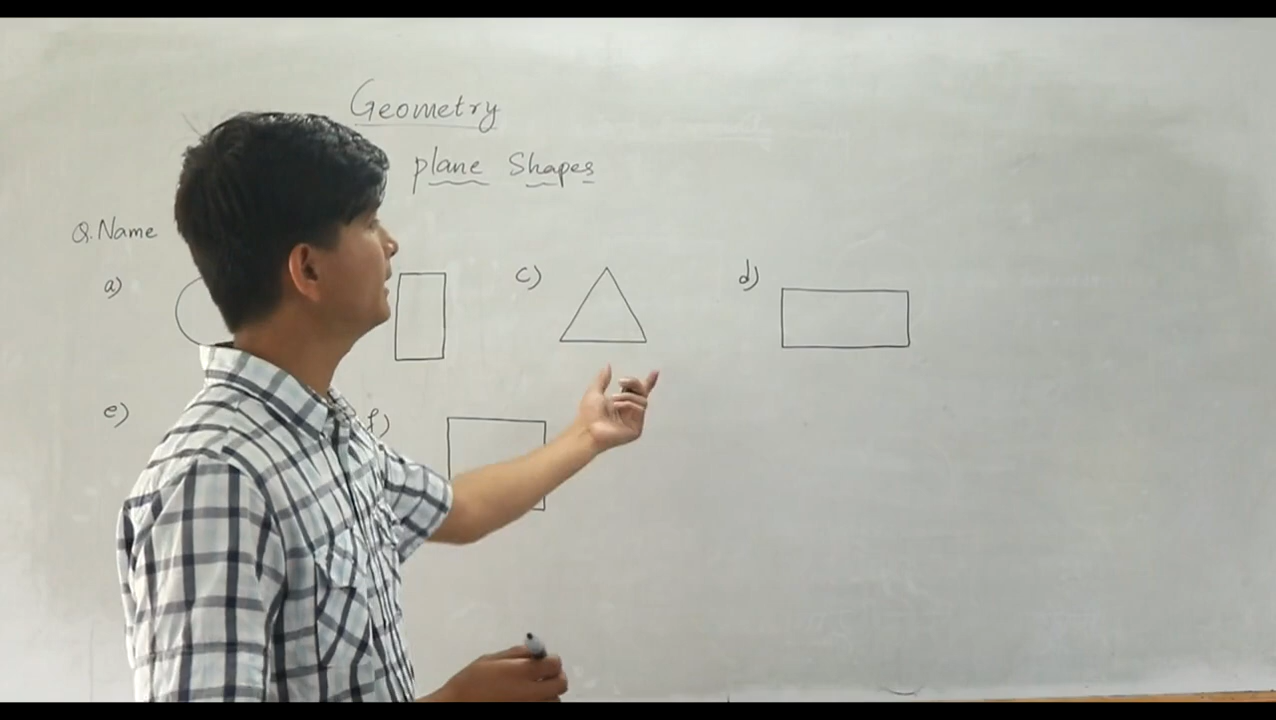 Geometry
plane Shapes
Q. Name
a)
c)
d)
e)
f)